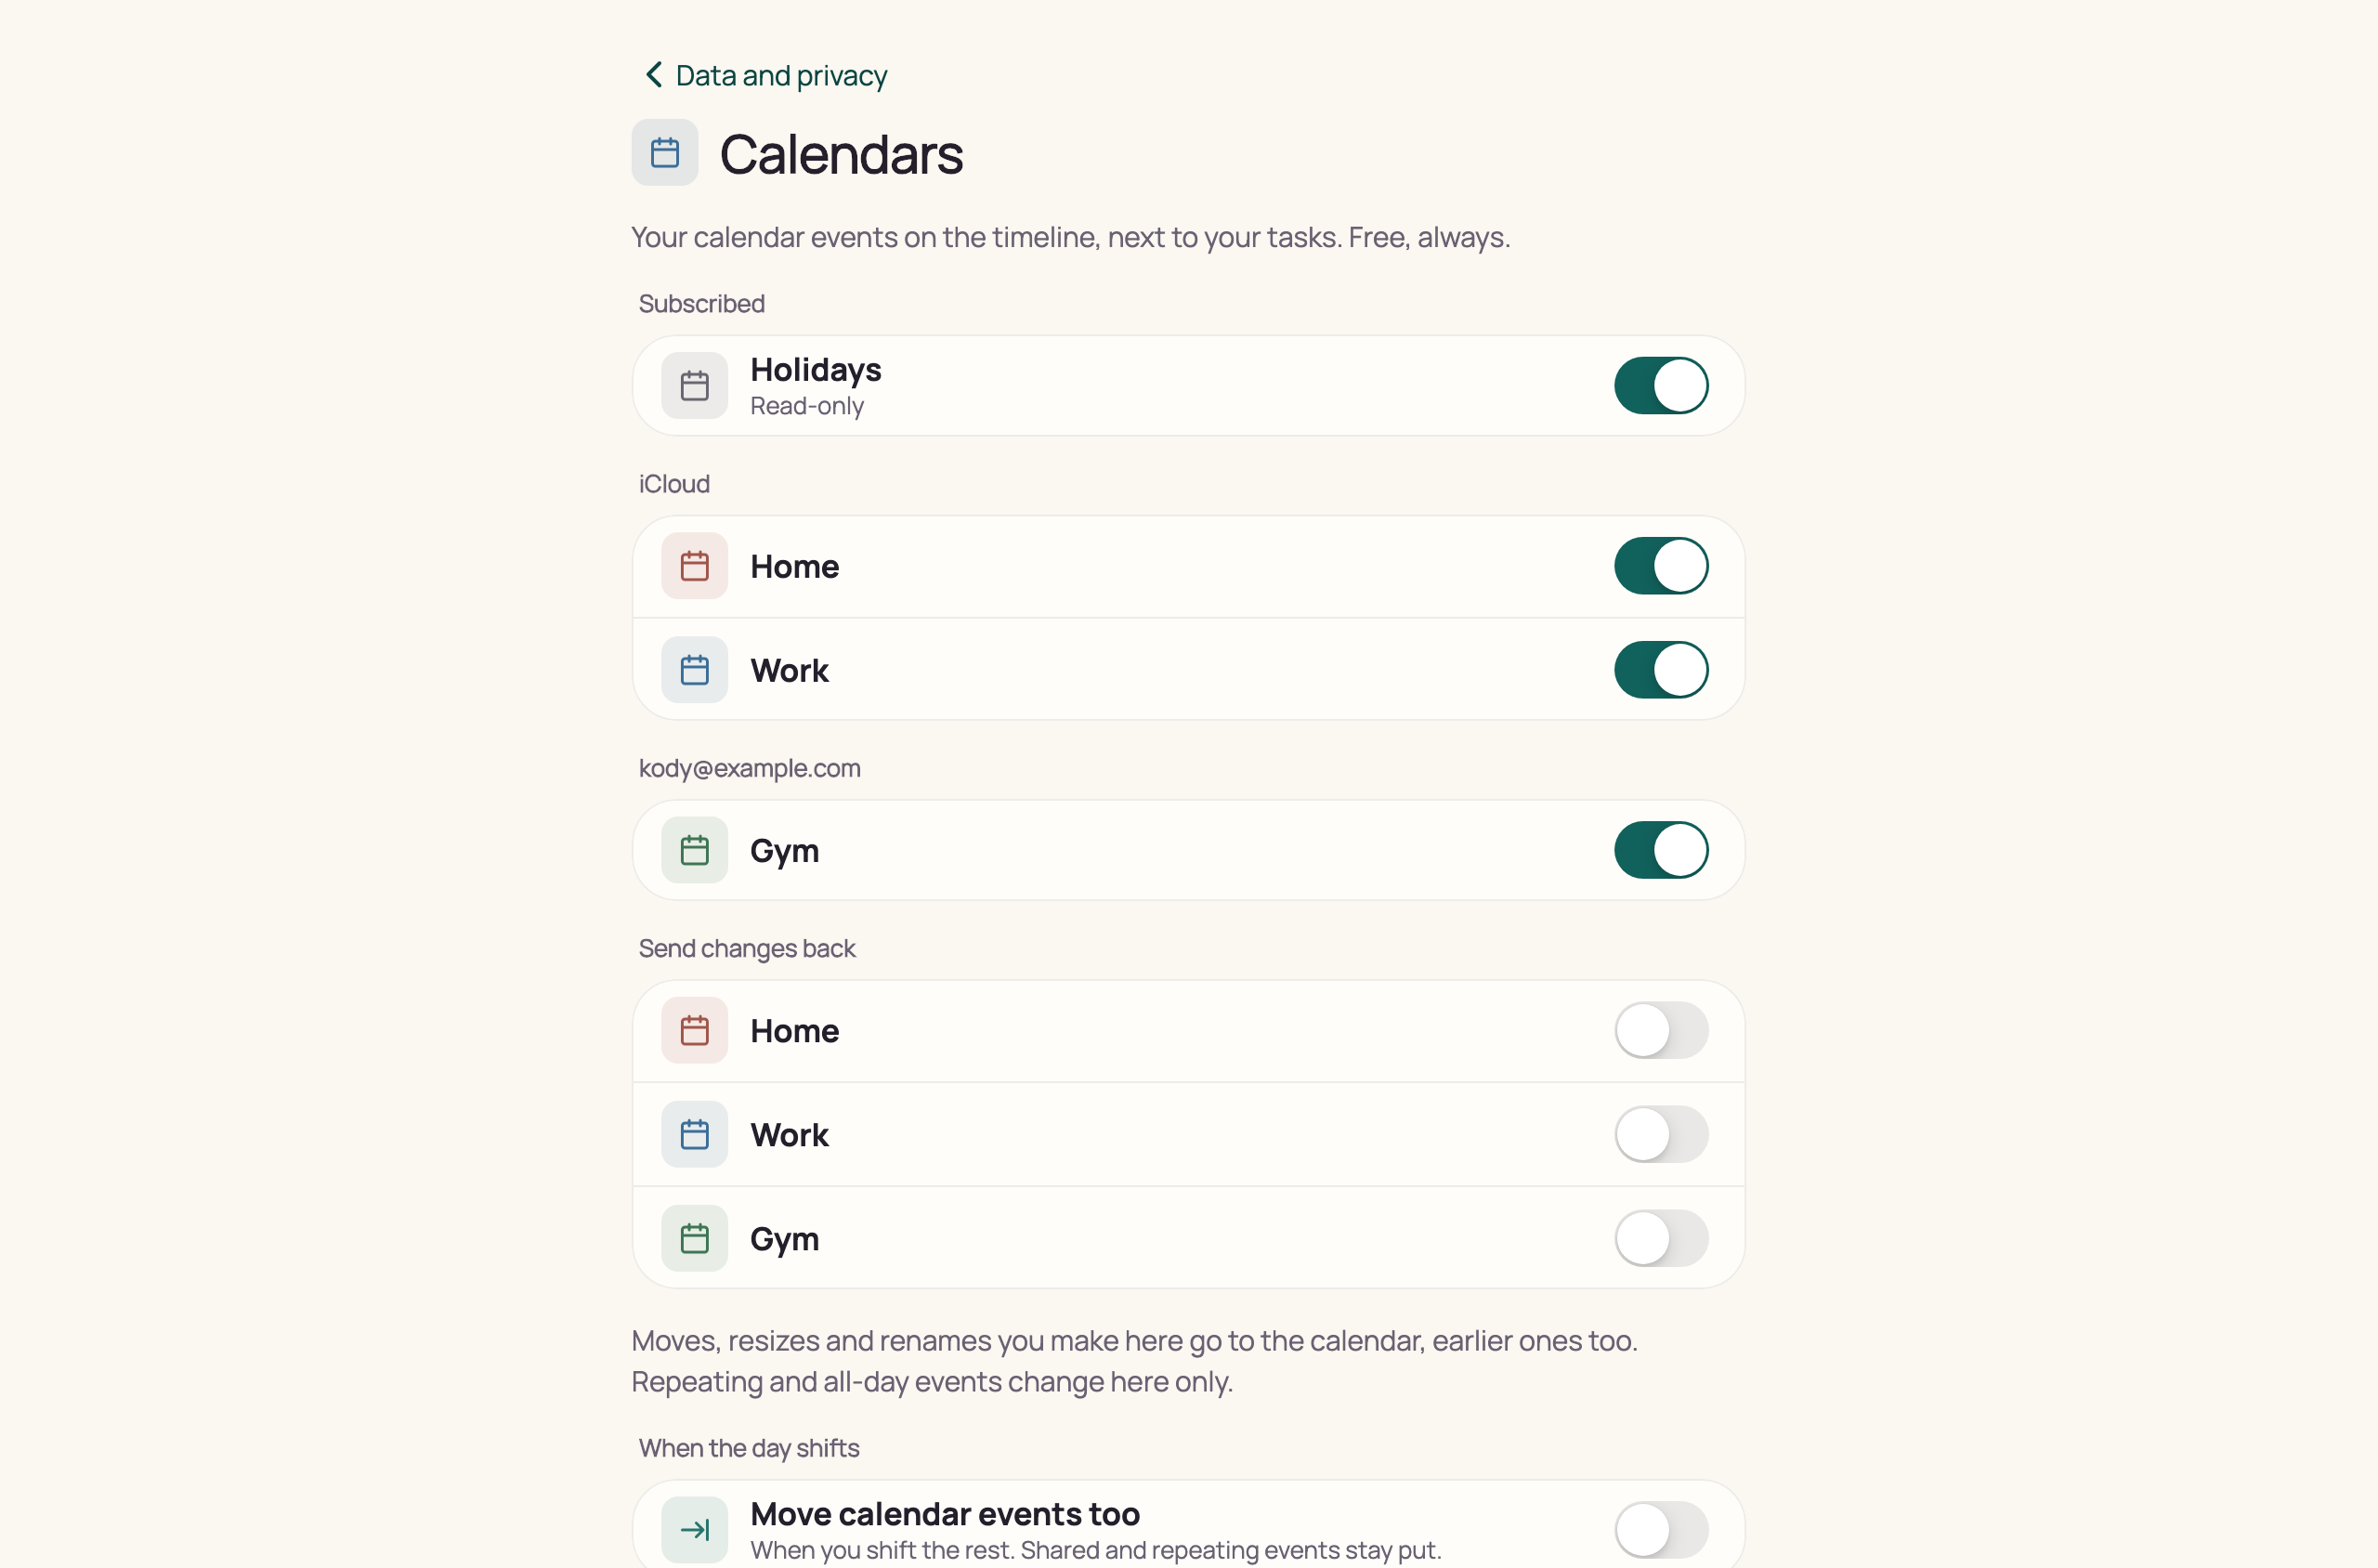 Data and privacy
Calendars
Your calendar events on the timeline, next to your tasks. Free, always.
Subscribed
Holidays
Read-only
iCloud
Home
Work
kody@example.com
Gym
Send changes back
Home
Work
Gym
Moves, resizes and renames you make here go to the calendar, earlier ones too.
Repeating and all-day events change here only.
When the day shifts
Move calendar events too
When you shift the rest. Shared and repeating events stay put.